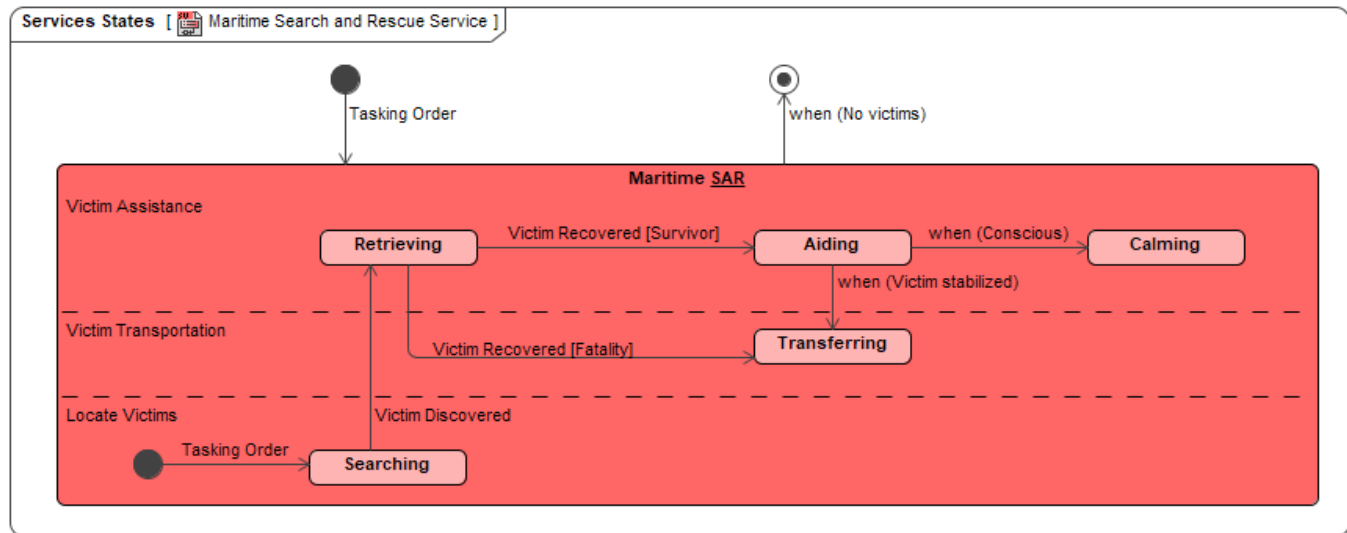 Services States [ Maritime Search and Rescue Service ]
Tasking Order
when (No victims)
Maritime SAR
Victim Assistance
Retrieving
Victim Recovered [Survivor]
Aiding
when (Conscious)
Calming
when (Victim stabilized)
Victim Transportation
Victim Recovered [Fatality]
Transferring
Locate Victims
Victim Discovered
Tasking Order
Searching